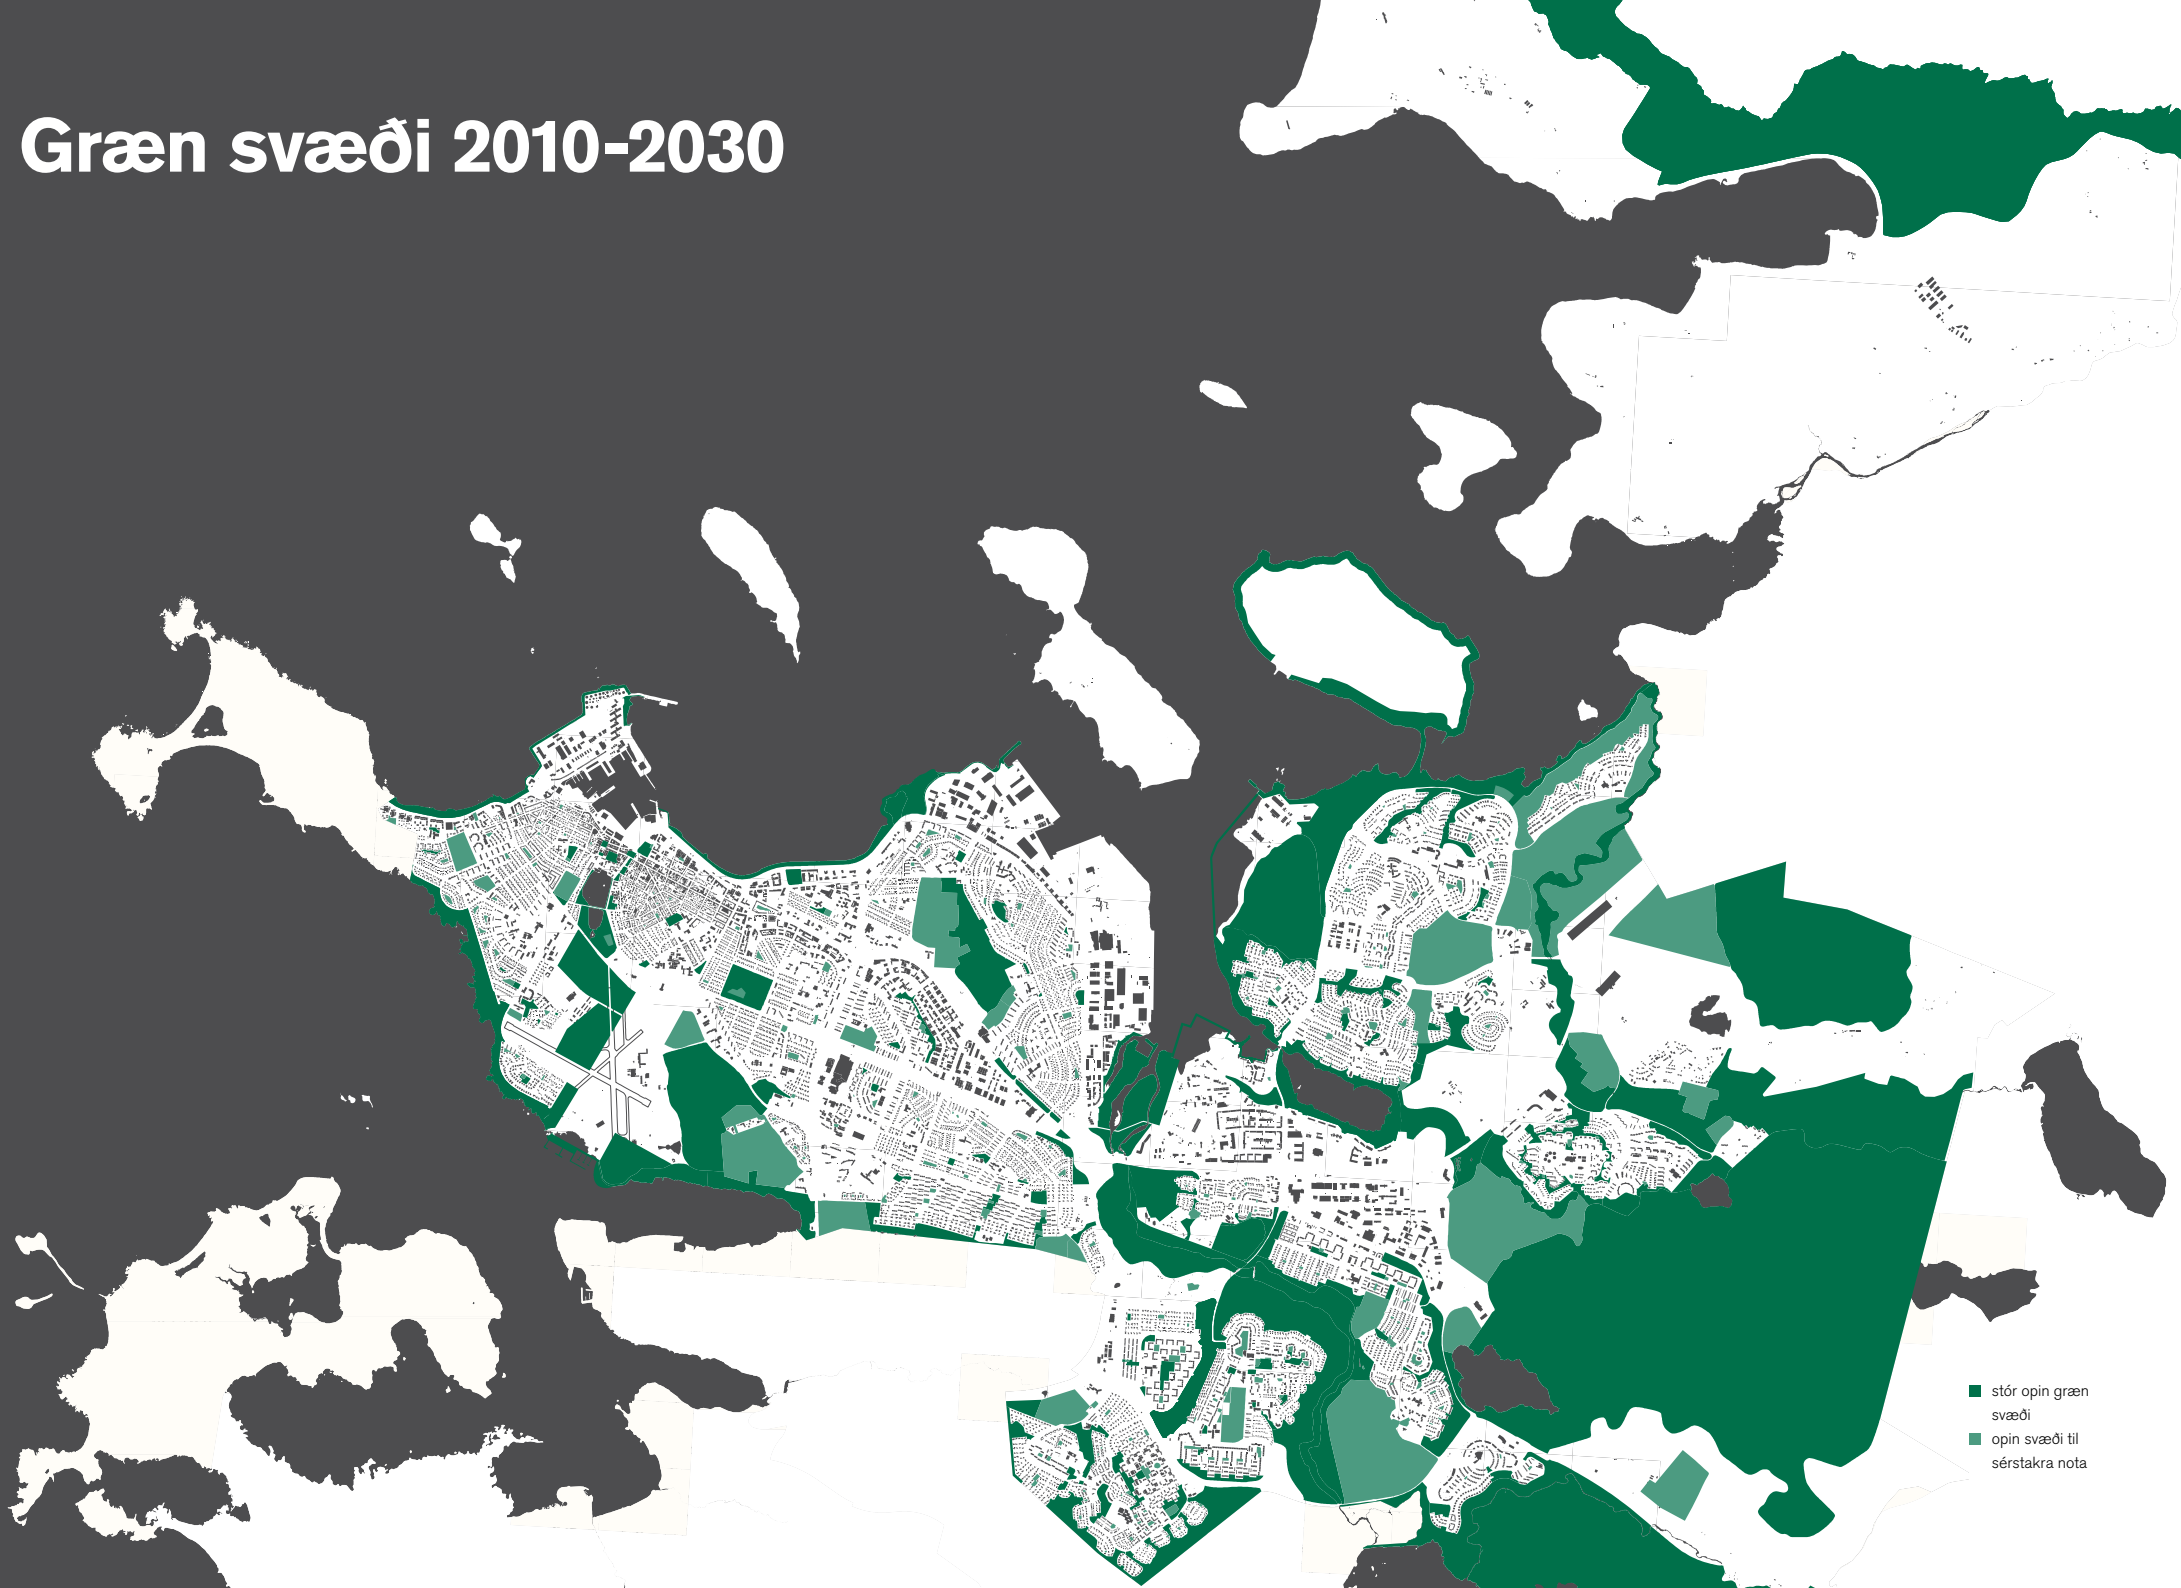 Græn svæði 2010-2030
stór opin græn
svæði
opin svæði til
sérstakra nota